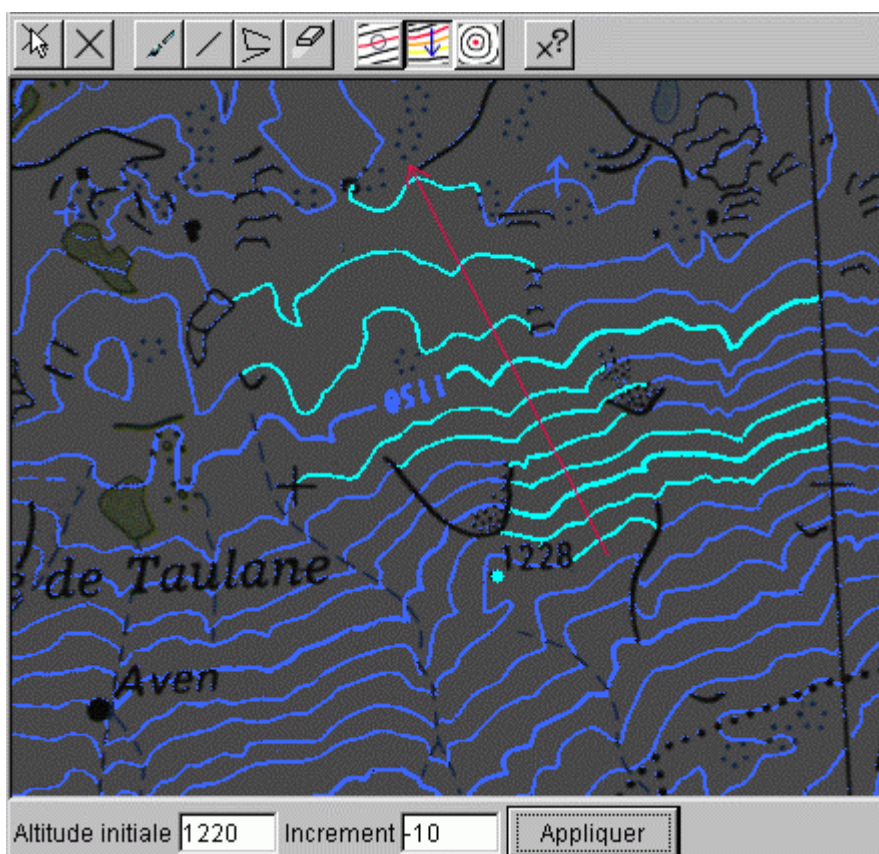 x?
1150
1228
e de Taulane
Aven
Altitude initiale 1220 Increment -10 Appliquer